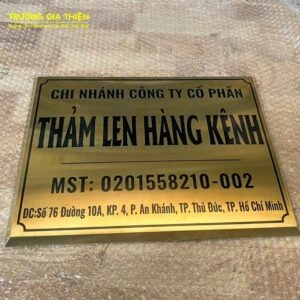 TRƯỜNG GIA THIỆN
CHI NHÁNH CÔNG TY CỔ PHẦN
THẢM LEN HÀNG KÊNH
MST: 0201558210-002
ĐC:Số 76 Đường 10A, KP. 4, P. An Khánh, TP. Thủ Đức, TP. Hồ Chí Minh